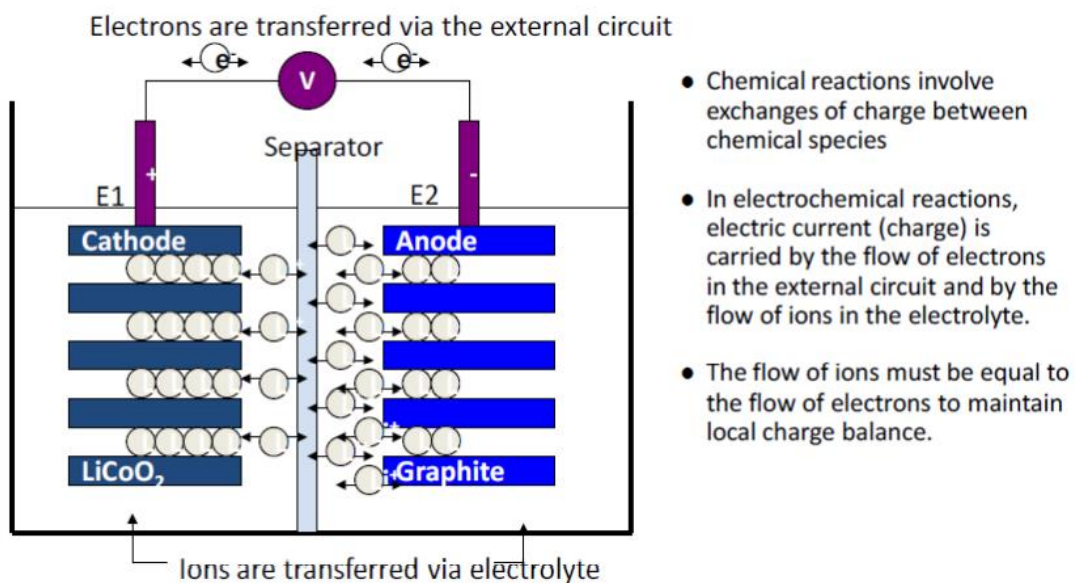 Electrons are transferred via the external circuit
e⁻ e⁻
V
Separator
+ -
E1 E2
Cathode Anode
LiCoO₂ Graphite
Ions are transferred via electrolyte
● Chemical reactions involve
exchanges of charge between
chemical species
● In electrochemical reactions,
electric current (charge) is
carried by the flow of electrons
in the external circuit and by the
flow of ions in the electrolyte.
● The flow of ions must be equal to
the flow of electrons to maintain
local charge balance.